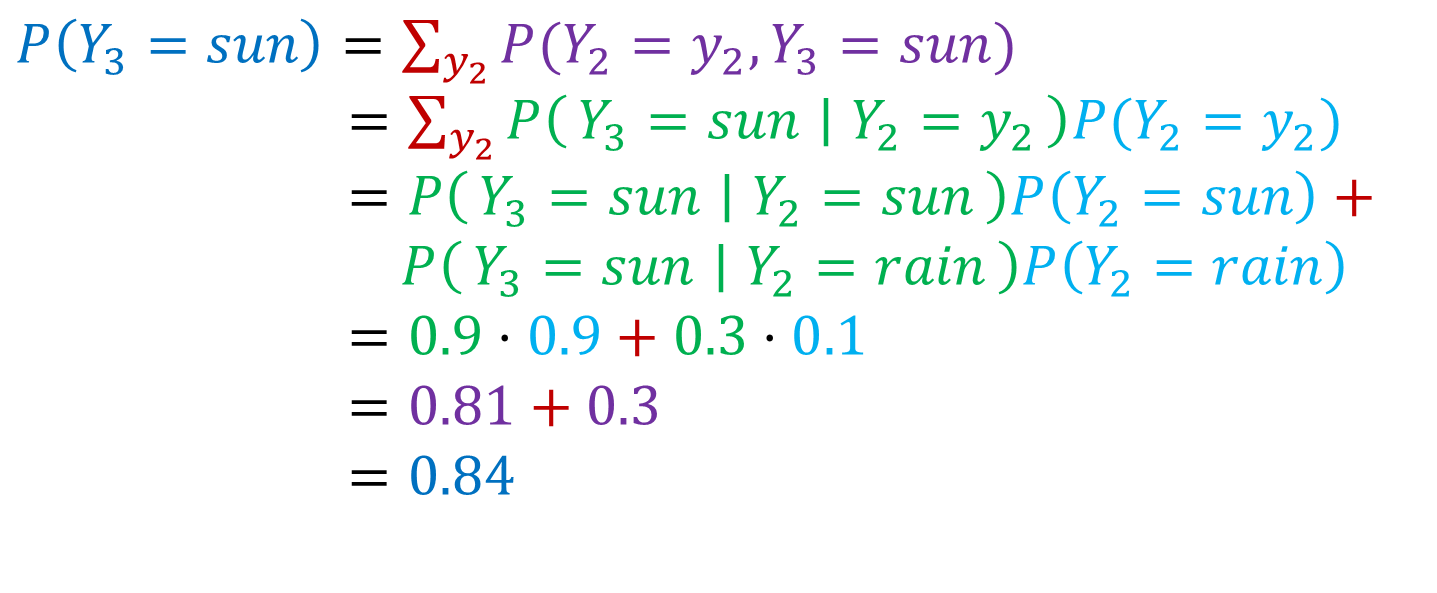 P(Y₃ = sun) = ∑_{y₂} P(Y₂ = y₂, Y₃ = sun)
= ∑_{y₂} P(Y₃ = sun | Y₂ = y₂)P(Y₂ = y₂)
= P(Y₃ = sun | Y₂ = sun)P(Y₂ = sun) +
P(Y₃ = sun | Y₂ = rain)P(Y₂ = rain)
= 0.9 · 0.9 + 0.3 · 0.1
= 0.81 + 0.3
= 0.84